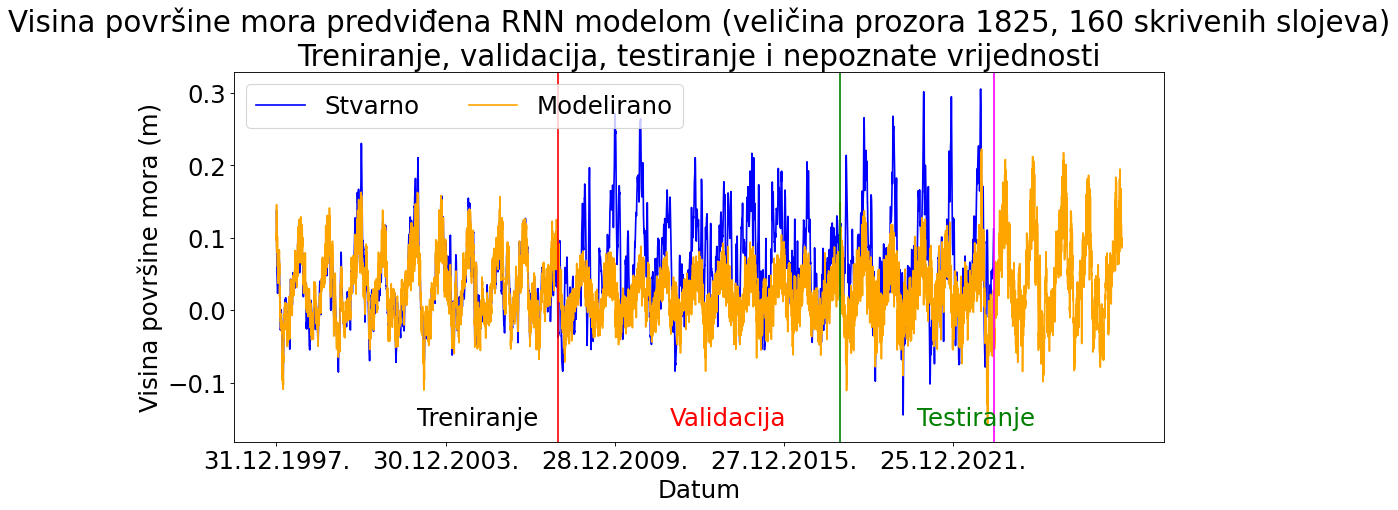 Visina površine mora predviđena RNN modelom (veličina prozora 1825, 160 skrivenih slojeva)
Treniranje, validacija, testiranje i nepoznate vrijednosti
Stvarno
Modelirano
Visina površine mora (m)
0.3
0.2
0.1
0.0
−0.1
Treniranje
Validacija
Testiranje
31.12.1997.
30.12.2003.
28.12.2009.
27.12.2015.
25.12.2021.
Datum